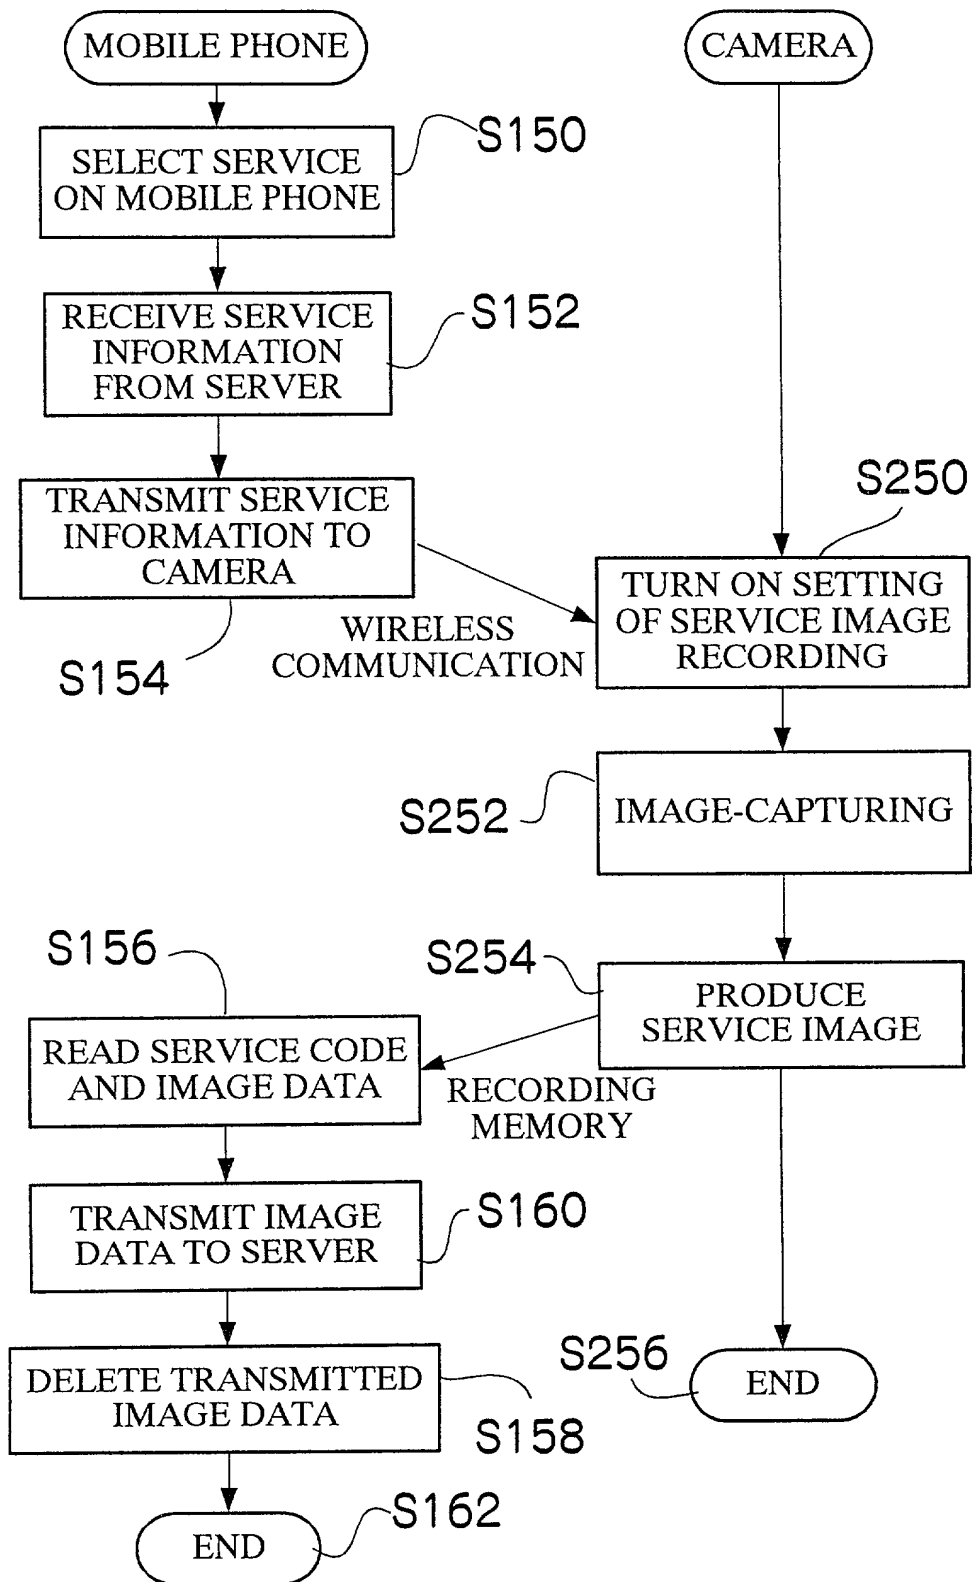 MOBILE PHONE
CAMERA
S150
SELECT SERVICE
ON MOBILE PHONE
S152
RECEIVE SERVICE
INFORMATION
FROM SERVER
S154
TRANSMIT SERVICE
INFORMATION TO
CAMERA
WIRELESS
COMMUNICATION
S250
TURN ON SETTING
OF SERVICE IMAGE
RECORDING
S252
IMAGE-CAPTURING
S254
PRODUCE
SERVICE IMAGE
RECORDING
MEMORY
S156
READ SERVICE CODE
AND IMAGE DATA
S160
TRANSMIT IMAGE
DATA TO SERVER
S158
DELETE TRANSMITTED
IMAGE DATA
S256
END
S162
END